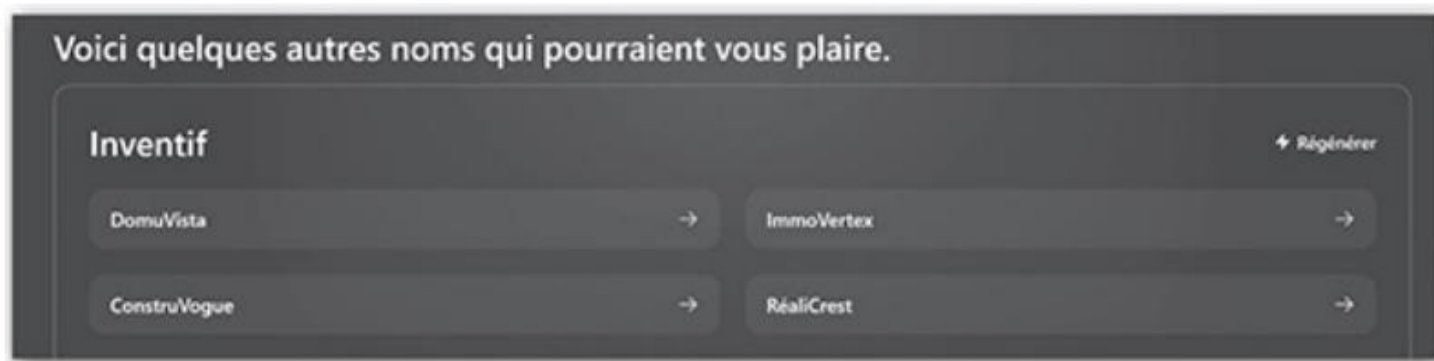 Voici quelques autres noms qui pourraient vous plaire.
Inventif
Régénérer
DomuVista
ImmoVertex
ConstruVogue
RéaliCrest